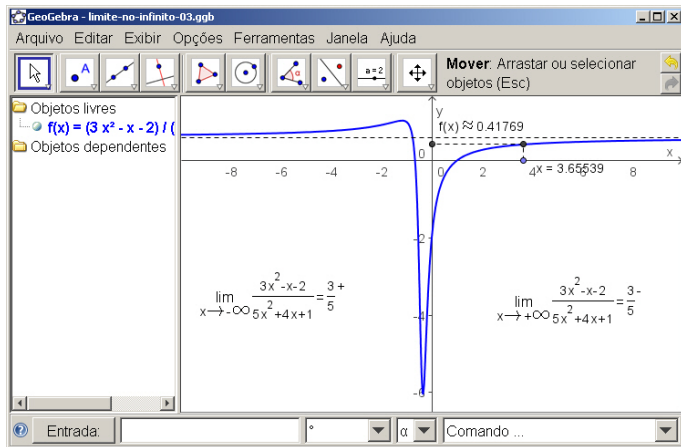 GeoGebra - limite-no-infinito-03.ggb
Arquivo Editar Exibir Opções Ferramentas Janela Ajuda
A
α
a=2
Mover: Arrastar ou selecionar
objetos (Esc)
Objetos livres
f(x) = (3 x² - x - 2) / (
Objetos dependentes
y
f(x) ≈ 0.41769
x
0
-8 -6 -4 -2 0 2 4 6 8
x = 3.65539
-2
-4
-6
lim x→-∞ 3x²-x-2 / 5x²+4x+1 = 3/5 +
lim x→+∞ 3x²-x-2 / 5x²+4x+1 = 3/5 -
Entrada:
° α Comando ...